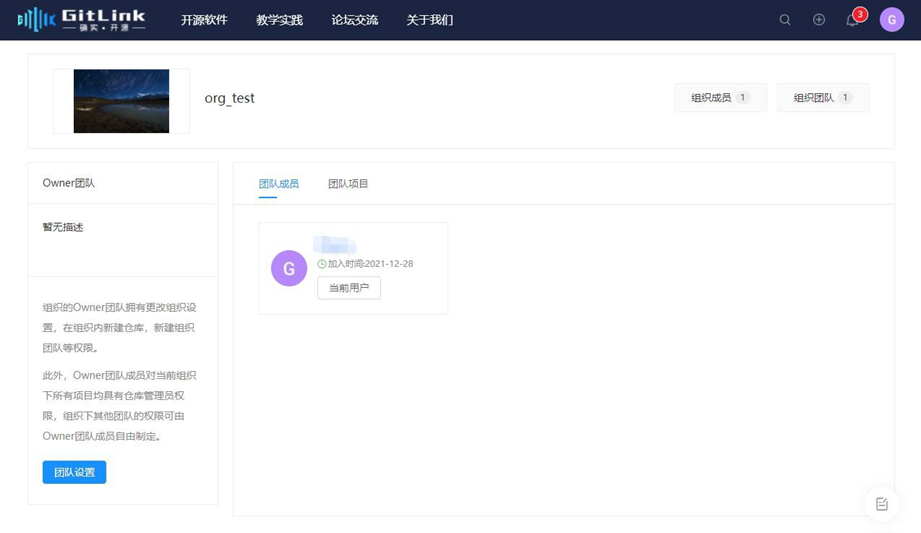 GitLink
确实·开源
开源软件 教学实践 论坛交流 关于我们
3
G
org_test
组织成员 1
组织团队 1
Owner团队
暂无描述
组织的Owner团队拥有更改组织设
置，在组织内新建仓库，新建组织
团队等权限。
此外，Owner团队成员对当前组织
下所有项目均具有仓库管理员权
限，组织下其他团队的权限可由
Owner团队成员自由制定。
团队设置
团队成员 团队项目
G
加入时间:2021-12-28
当前用户